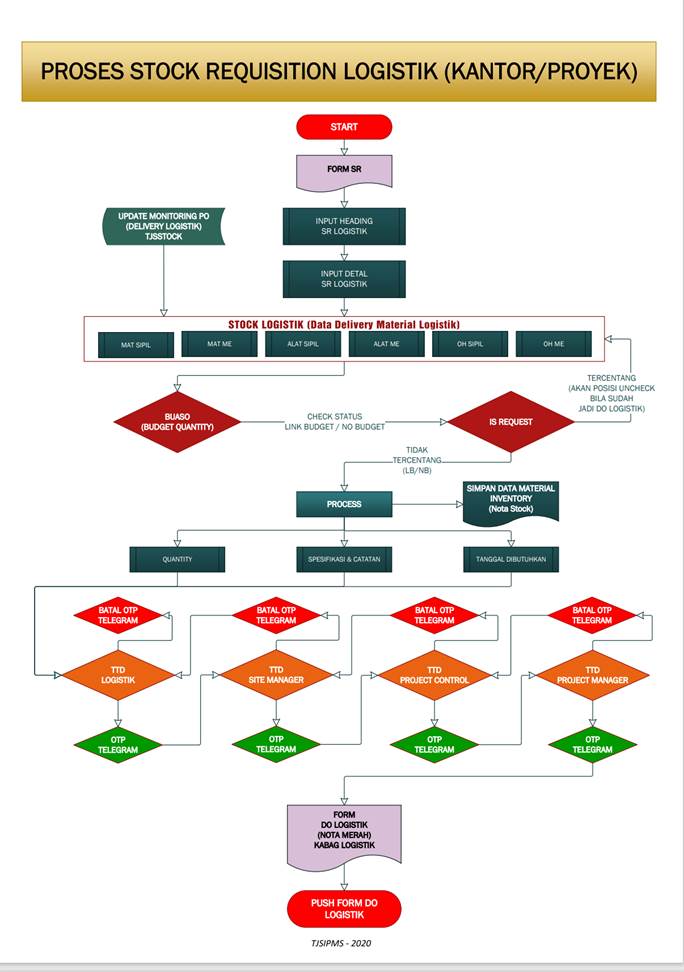 PROSES STOCK REQUISITION LOGISTIK (KANTOR/PROYEK)
START
FORM SR
UPDATE MONITORING PO
(DELIVERY LOGISTIK)
TJSSTOCK
INPUT HEADING
SR LOGISTIK
INPUT DETAL
SR LOGISTIK
STOCK LOGISTIK (Data Delivery Material Logistik)
MAT SIPIL
MAT ME
ALAT SIPIL
ALAT ME
OH SIPIL
OH ME
TERCENTANG
(AKAN POSISI UNCHECK
BILA SUDAH
JADI DO LOGISTIK)
BUASO
(BUDGET QUANTITY)
CHECK STATUS
LINK BUDGET / NO BUDGET
IS REQUEST
TIDAK
TERCENTANG
(LB/NB)
PROCESS
SIMPAN DATA MATERIAL
INVENTORY
(Nota Stock)
QUANTITY
SPESIFIKASI & CATATAN
TANGGAL DIBUTUHKAN
BATAL OTP
TELEGRAM
BATAL OTP
TELEGRAM
BATAL OTP
TELEGRAM
BATAL OTP
TELEGRAM
TTD
LOGISTIK
TTD
SITE MANAGER
TTD
PROJECT CONTROL
TTD
PROJECT MANAGER
OTP
TELEGRAM
OTP
TELEGRAM
OTP
TELEGRAM
OTP
TELEGRAM
FORM
DO LOGISTIK
(NOTA MERAH)
KABAG LOGISTIK
PUSH FORM DO
LOGISTIK
TJSIPMS - 2020